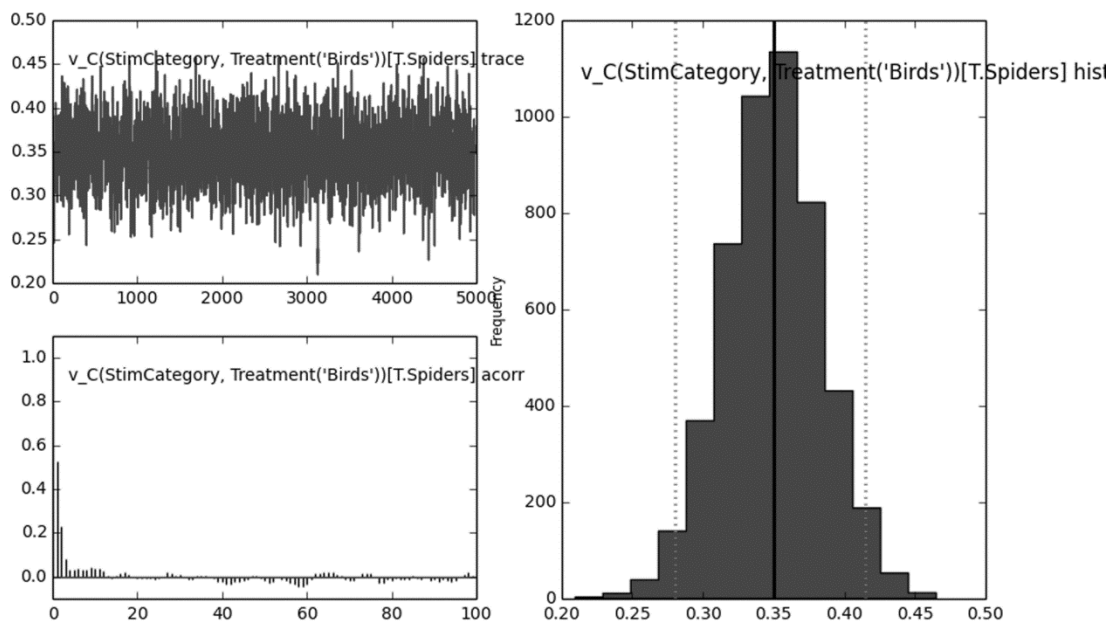 0.50
v_C(StimCategory, Treatment('Birds'))[T.Spiders] trace
0.45
0.40
0.35
0.30
0.25
0.20
0 1000 2000 3000 4000 5000
1.0
v_C(StimCategory, Treatment('Birds'))[T.Spiders] acorr
0.8
0.6
0.4
0.2
0.0
0 20 40 60 80 100
Frequency
1200
v_C(StimCategory, Treatment('Birds'))[T.Spiders] hist
1000
800
600
400
200
0
0.20 0.25 0.30 0.35 0.40 0.45 0.50